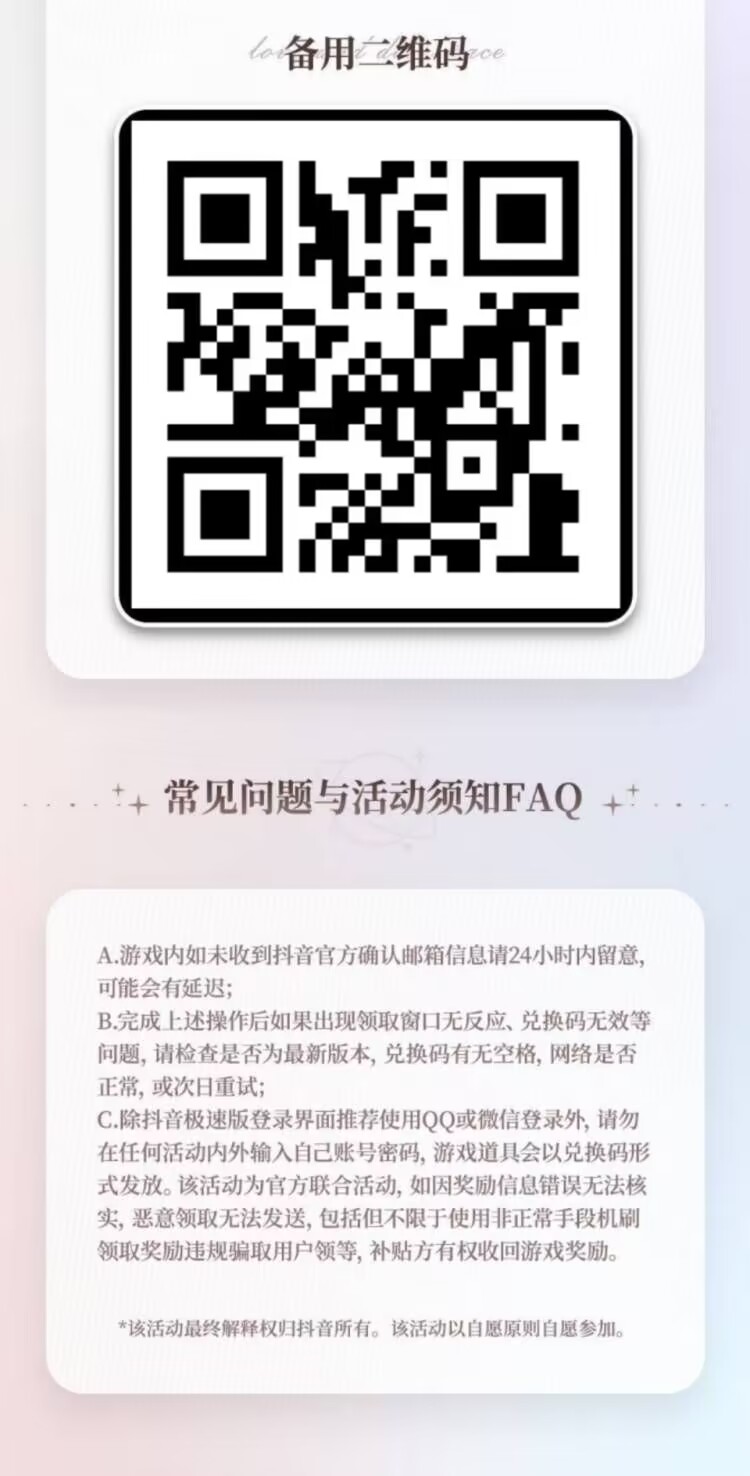 备用二维码
常见问题与活动须知FAQ
A.游戏内如未收到抖音官方确认邮箱信息请24小时内留意,
可能会有延迟;
B.完成上述操作后如果出现领取窗口无反应、兑换码无效等
问题, 请检查是否为最新版本, 兑换码有无空格, 网络是否
正常, 或次日重试;
C.除抖音极速版登录界面推荐使用QQ或微信登录外, 请勿
在任何活动内外输入自己账号密码, 游戏道具会以兑换码形
式发放。该活动为官方联合活动, 如因奖励信息错误无法核
实, 恶意领取无法发送, 包括但不限于使用非正常手段机刷
领取奖励违规骗取用户领等, 补贴方有权收回游戏奖励。
*该活动最终解释权归抖音所有。该活动以自愿原则自愿参加。